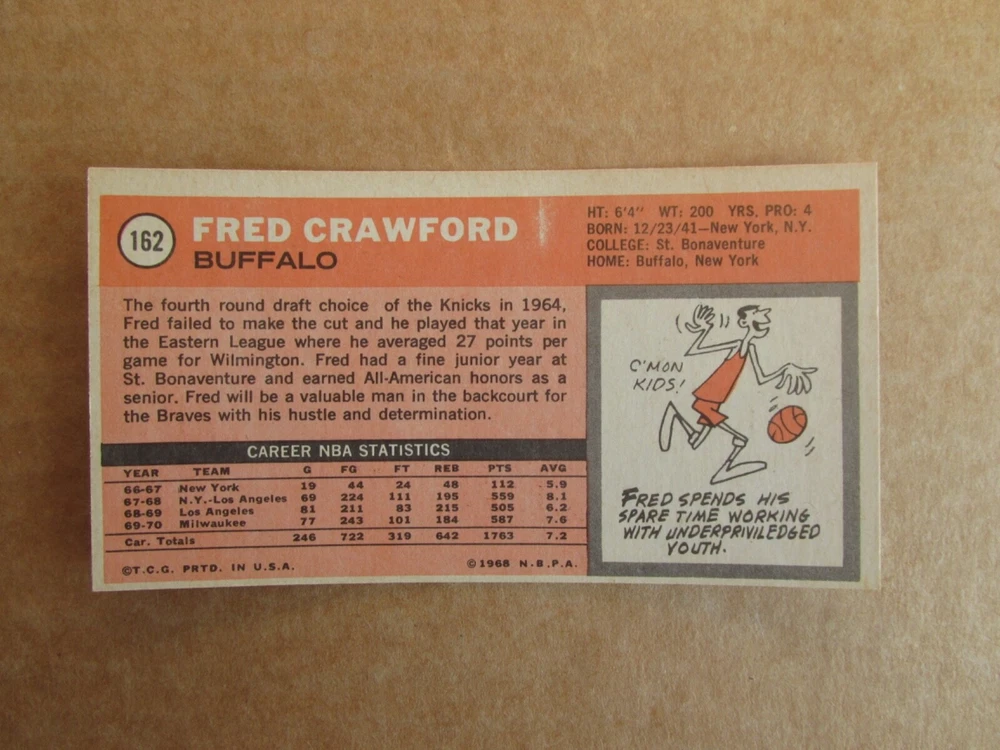 162
FRED CRAWFORD
BUFFALO
HT: 6'4" WT: 200 YRS. PRO: 4
BORN: 12/23/41—New York, N.Y.
COLLEGE: St. Bonaventure
HOME: Buffalo, New York
The fourth round draft choice of the Knicks in 1964,
Fred failed to make the cut and he played that year in
the Eastern League where he averaged 27 points per
game for Wilmington. Fred had a fine junior year at
St. Bonaventure and earned All-American honors as a
senior. Fred will be a valuable man in the backcourt for
the Braves with his hustle and determination.
CAREER NBA STATISTICS
YEAR TEAM G FG FT REB PTS AVG
66-67 New York 19 44 24 48 112 5.9
67-68 N.Y.-Los Angeles 69 224 111 195 559 8.1
68-69 Los Angeles 81 211 83 215 505 6.2
69-70 Milwaukee 77 243 101 184 587 7.6
Car. Totals 246 722 319 642 1763 7.2
©T.C.G. PRTD. IN U.S.A. ©1968 N.B.P.A.
C'MON
KIDS!
FRED SPENDS HIS
SPARE TIME WORKING
WITH UNDERPRIVILEDGED
YOUTH.